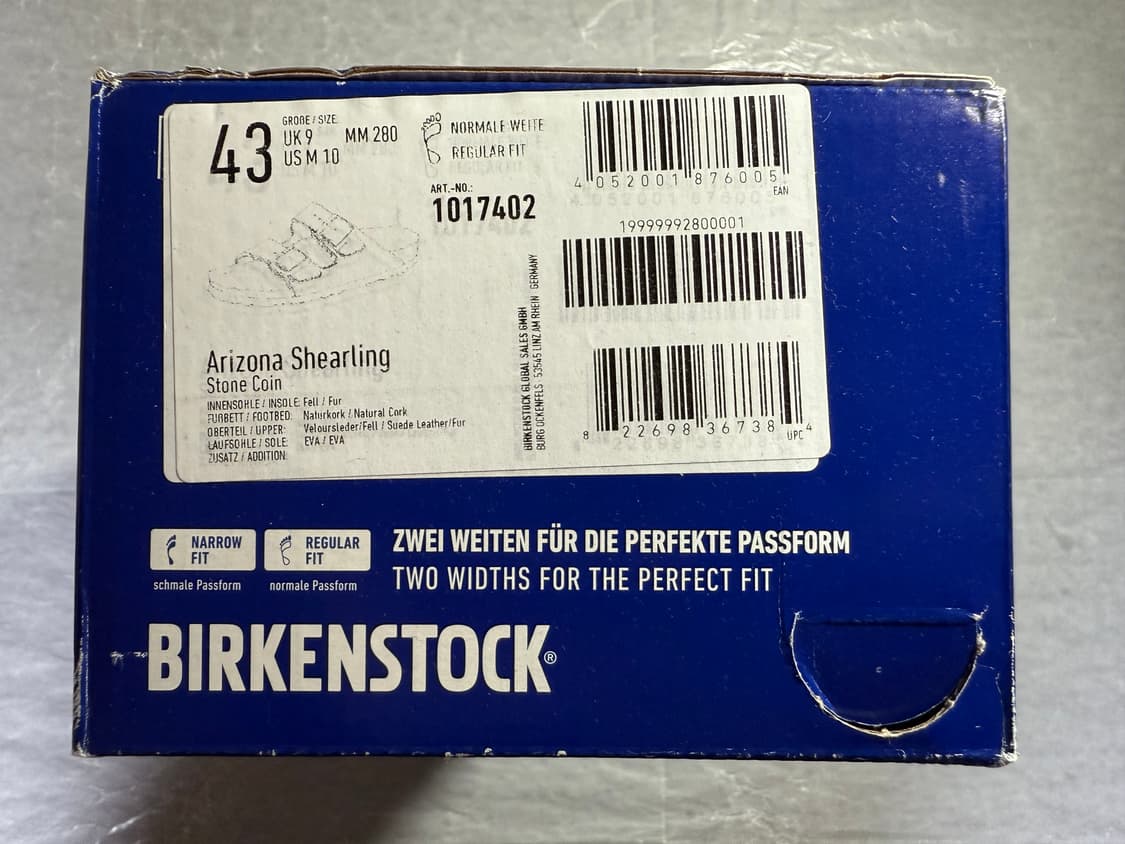 43
GRÖßE / SIZE:
UK 9
US M 10
MM 280
NORMALE WEITE
REGULAR FIT
ART.-NO.:
1017402
4 052001 876005
EAN
19999992800001
BIRKENSTOCK GLOBAL SALES GMBH
BURG OCKENFELS · 53545 LINZ AM RHEIN · GERMANY
Arizona Shearling
Stone Coin
INNENSOHLE / INSOLE: Fell / Fur
FUßBETT / FOOTBED: Naturkork / Natural Cork
OBERTEIL / UPPER: Veloursleder/Fell / Suede Leather/Fur
LAUFSOHLE / SOLE: EVA / EVA
ZUSATZ / ADDITION:
8 22698 36738 4
UPC
NARROW
FIT
schmale Passform
REGULAR
FIT
normale Passform
ZWEI WEITEN FÜR DIE PERFEKTE PASSFORM
TWO WIDTHS FOR THE PERFECT FIT
BIRKENSTOCK®